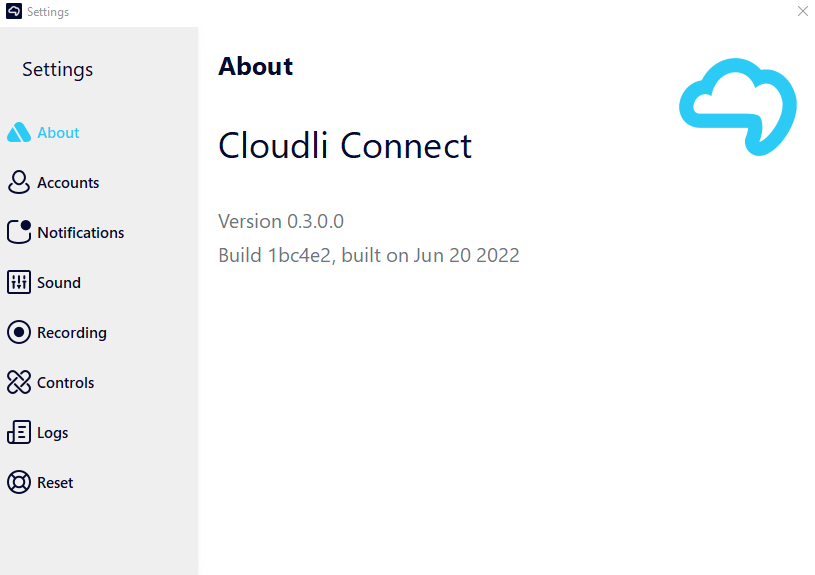 Settings
Settings
About
Accounts
Notifications
Sound
Recording
Controls
Logs
Reset
About
Cloudli Connect
Version 0.3.0.0
Build 1bc4e2, built on Jun 20 2022